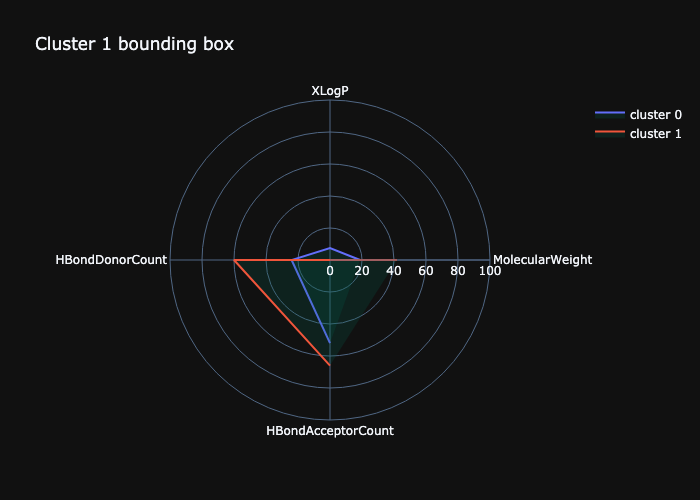 Cluster 1 bounding box
XLogP
cluster 0
cluster 1
HBondDonorCount
MolecularWeight
0 20 40 60 80 100
HBondAcceptorCount